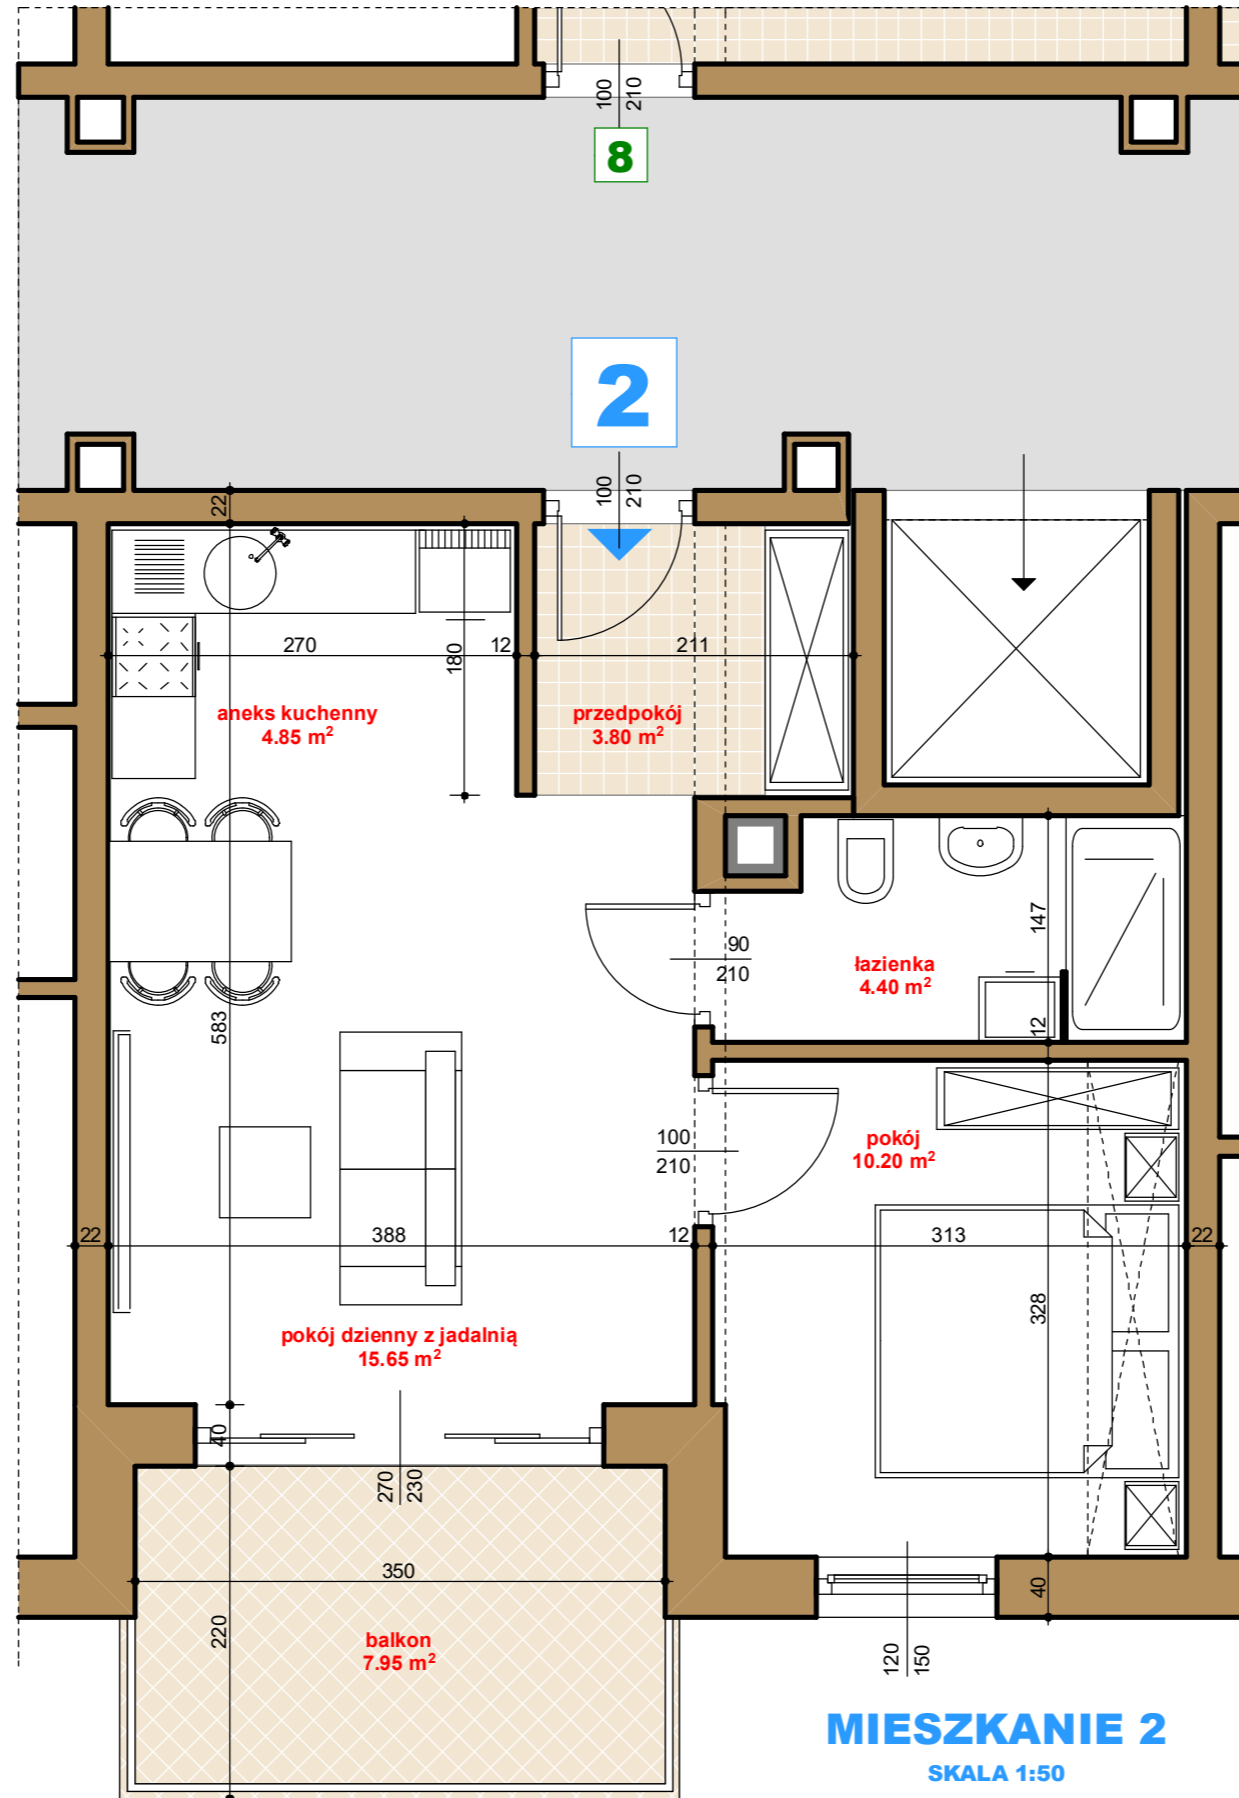 100
210
8
2
100
210
22
270
12
180
211
aneks kuchenny
4.85 m²
przedpokój
3.80 m²
147
90
210
łazienka
4.40 m²
12
583
100
210
pokój
10.20 m²
22
388
12
313
22
328
pokój dzienny z jadalnią
15.65 m²
40
270
230
350
40
220
balkon
7.95 m²
120
150
MIESZKANIE 2
SKALA 1:50